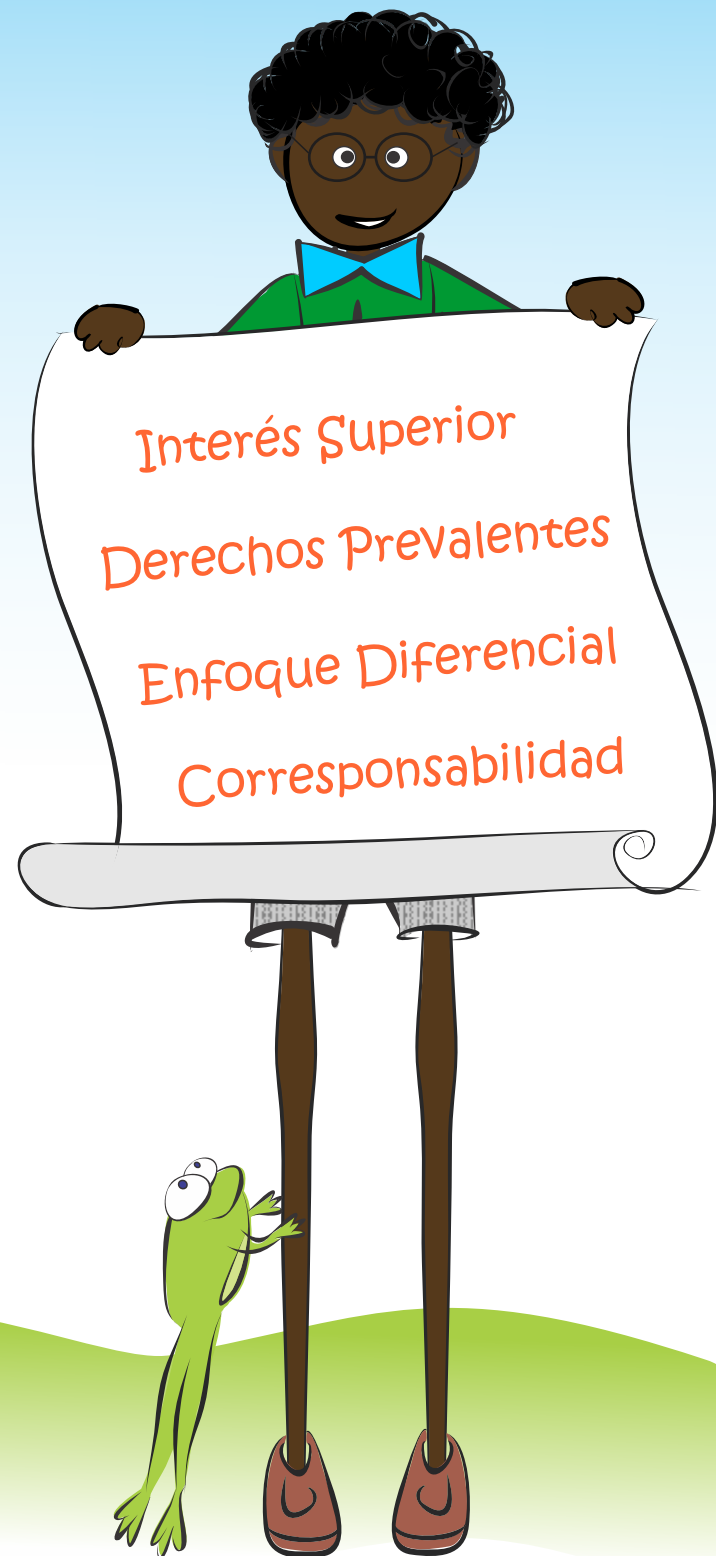 Interés Superior
Derechos Prevalentes
Enfoque Diferencial
Corresponsabilidad